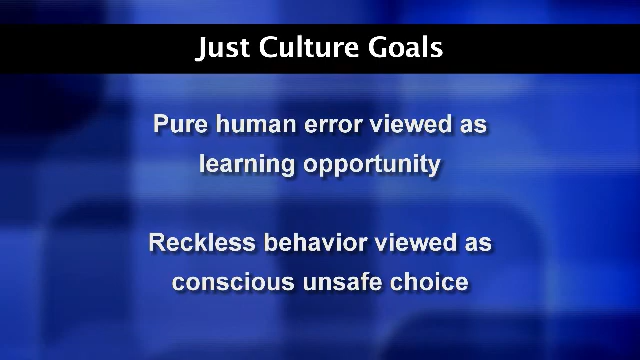 Just Culture Goals
Pure human error viewed as
learning opportunity
Reckless behavior viewed as
conscious unsafe choice